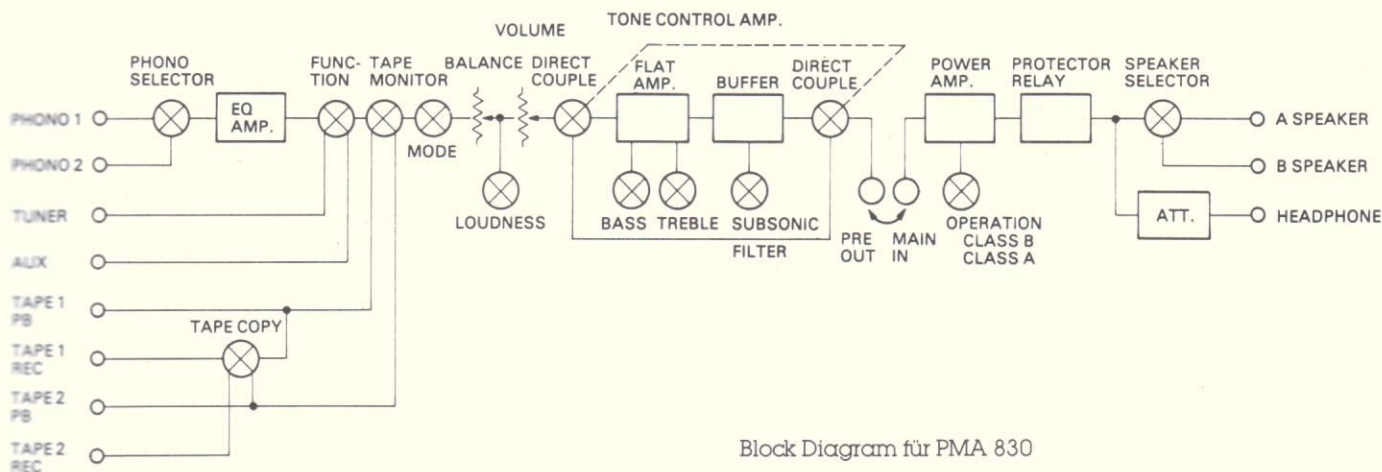 VOLUME
TONE CONTROL AMP.
PHONO
SELECTOR
FUNC-
TION
TAPE
MONITOR
BALANCE
DIRECT
COUPLE
FLAT
AMP.
BUFFER
DIRECT
COUPLE
POWER
AMP.
PROTECTOR
RELAY
SPEAKER
SELECTOR
PHONO 1
EQ
AMP.
MODE
A SPEAKER
PHONO 2
B SPEAKER
LOUDNESS
BASS
TREBLE
SUBSONIC
FILTER
PRE
OUT
MAIN
IN
OPERATION
CLASS B
CLASS A
ATT.
HEADPHONE
TUNER
AUX
TAPE 1
PB
TAPE COPY
TAPE 1
REC
TAPE 2
PB
TAPE 2
REC
Block Diagram für PMA 830